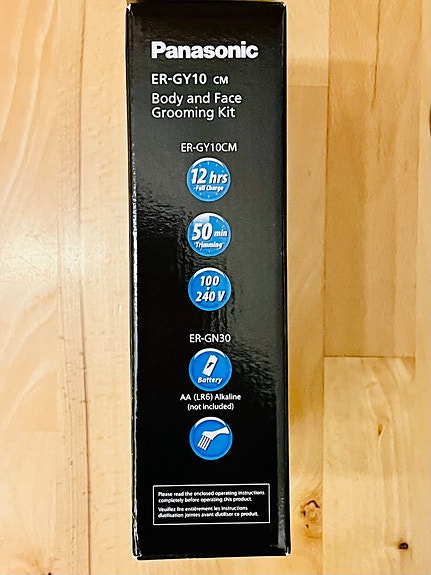 Panasonic
ER-GY10 CM
Body and Face
Grooming Kit
ER-GY10CM
12 hrs
Full Charge
50 min
Trimming
100
-
240 V
ER-GN30
Battery
AA (LR6) Alkaline
(not included)
Please read the enclosed operating instructions
completely before operating this product.
Veuillez lire entièrement les instructions
d'utilisation jointes avant d'utiliser ce produit.